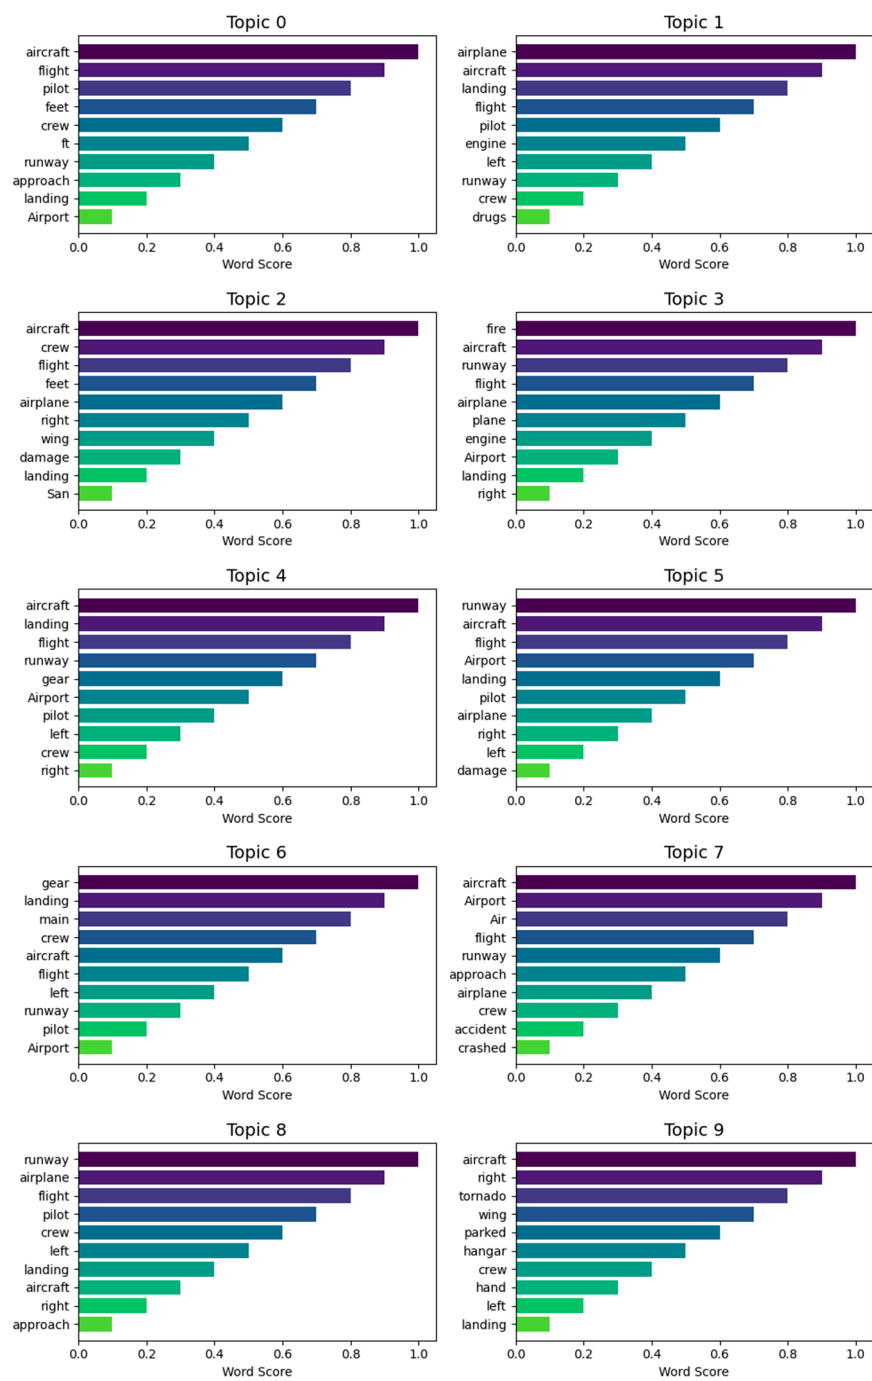 Topic 0
aircraft
flight
pilot
feet
crew
ft
runway
approach
landing
Airport
0.0 0.2 0.4 0.6 0.8 1.0
Word Score
Topic 1
airplane
aircraft
landing
flight
pilot
engine
left
runway
crew
drugs
0.0 0.2 0.4 0.6 0.8 1.0
Word Score
Topic 2
aircraft
crew
flight
feet
airplane
right
wing
damage
landing
San
0.0 0.2 0.4 0.6 0.8 1.0
Word Score
Topic 3
fire
aircraft
runway
flight
airplane
plane
engine
Airport
landing
right
0.0 0.2 0.4 0.6 0.8 1.0
Word Score
Topic 4
aircraft
landing
flight
runway
gear
Airport
pilot
left
crew
right
0.0 0.2 0.4 0.6 0.8 1.0
Word Score
Topic 5
runway
aircraft
flight
Airport
landing
pilot
airplane
right
left
damage
0.0 0.2 0.4 0.6 0.8 1.0
Word Score
Topic 6
gear
landing
main
crew
aircraft
flight
left
runway
pilot
Airport
0.0 0.2 0.4 0.6 0.8 1.0
Word Score
Topic 7
aircraft
Airport
Air
flight
runway
approach
airplane
crew
accident
crashed
0.0 0.2 0.4 0.6 0.8 1.0
Word Score
Topic 8
runway
airplane
flight
pilot
crew
left
landing
aircraft
right
approach
0.0 0.2 0.4 0.6 0.8 1.0
Word Score
Topic 9
aircraft
right
tornado
wing
parked
hangar
crew
hand
left
landing
0.0 0.2 0.4 0.6 0.8 1.0
Word Score